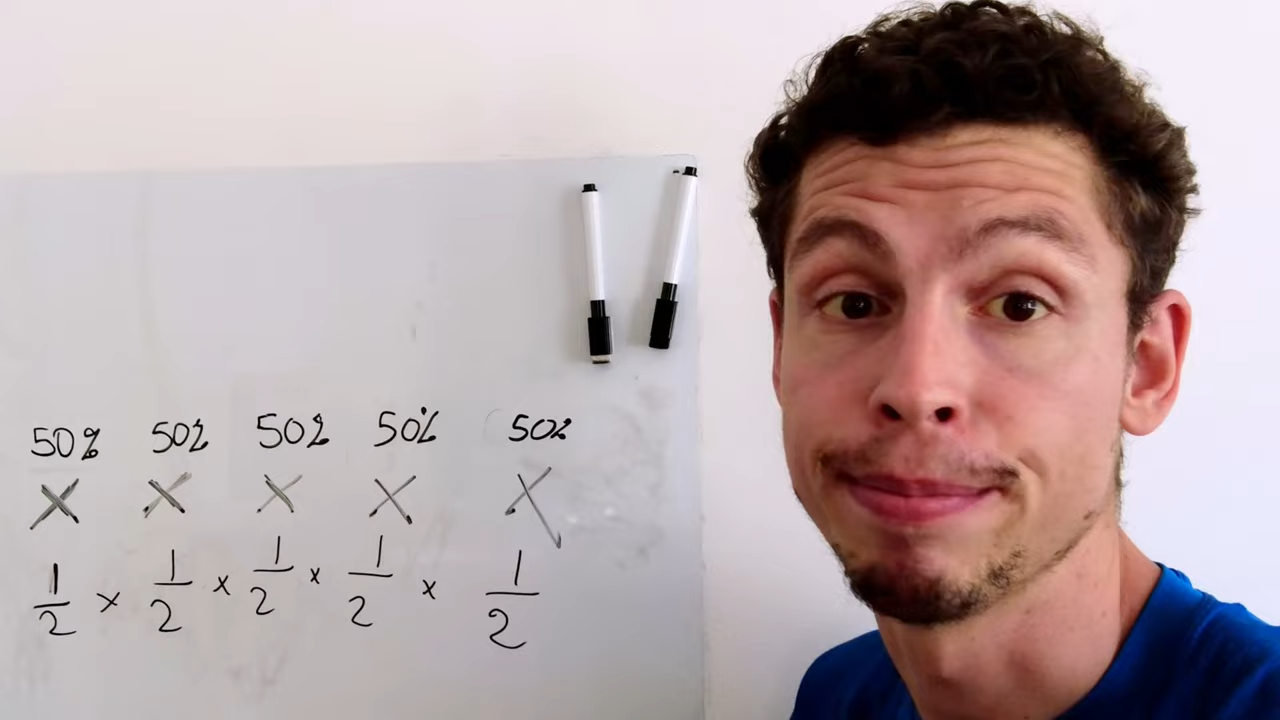 50% 50% 50% 50% 50%
X X X X X
1/2 x 1/2 x 1/2 x 1/2 x 1/2